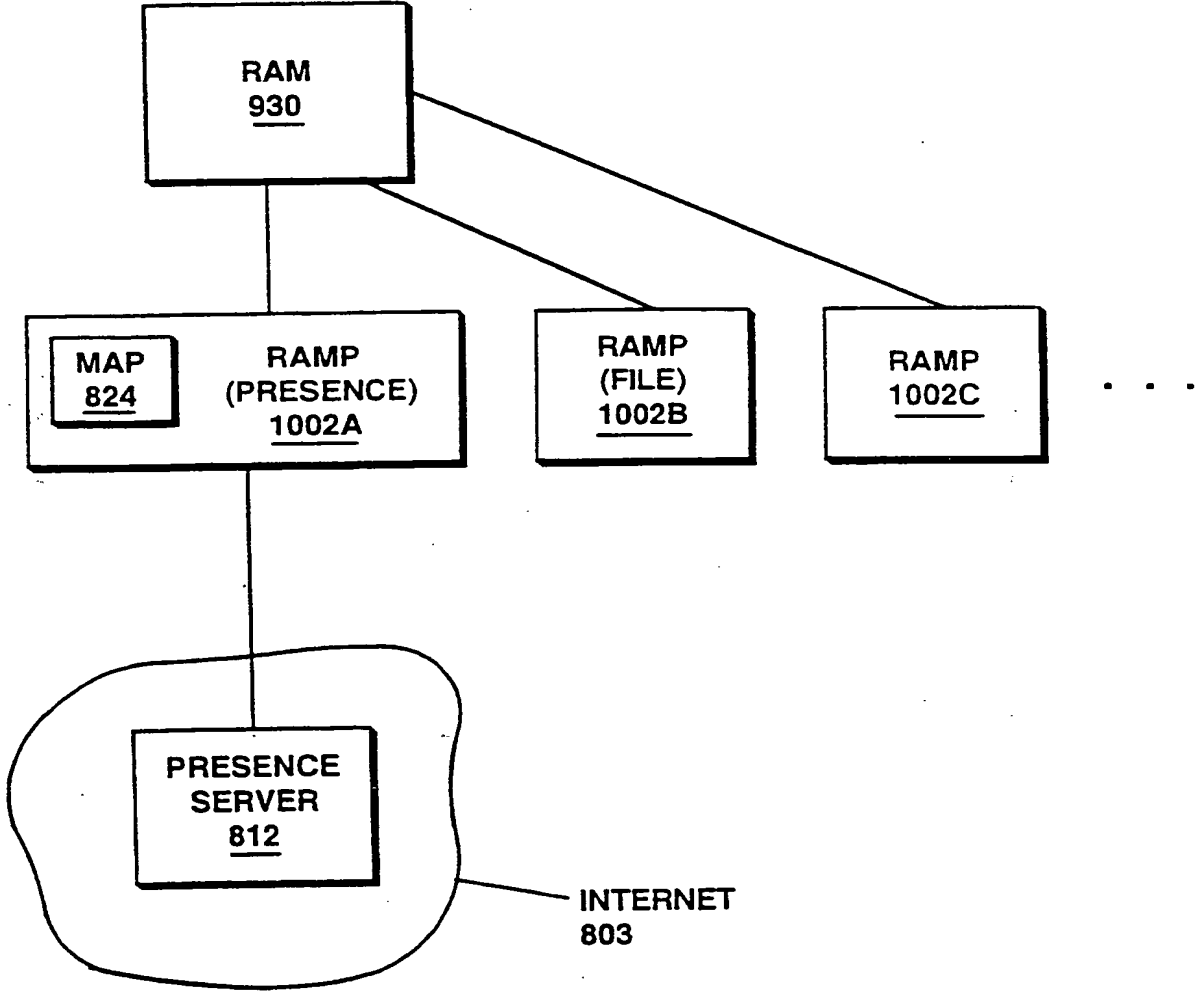 RAM
930
MAP
824
RAMP
(PRESENCE)
1002A
RAMP
(FILE)
1002B
RAMP
1002C
. . .
PRESENCE
SERVER
812
INTERNET
803